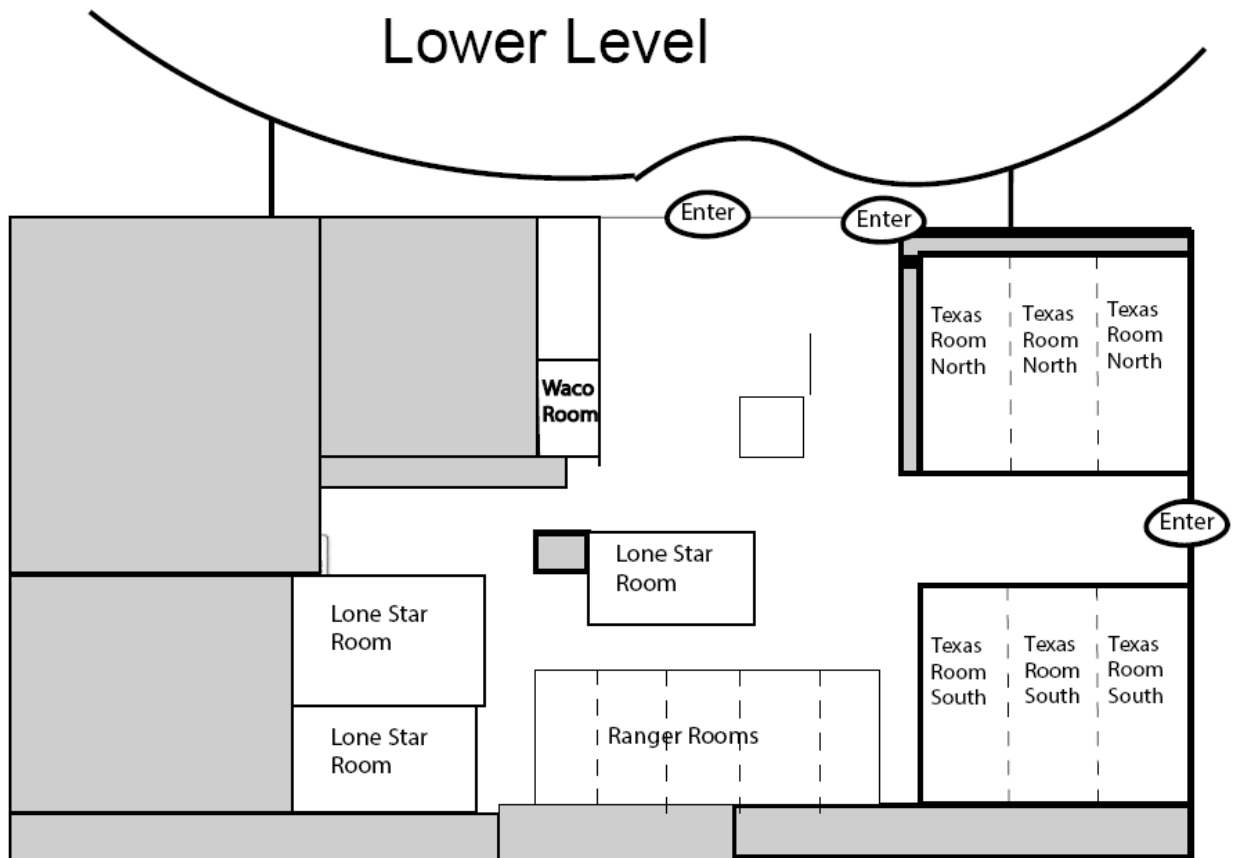 Lower Level
Enter
Enter
Texas
Room
North
Texas
Room
North
Texas
Room
North
Waco
Room
Enter
Lone Star
Room
Lone Star
Room
Lone Star
Room
Ranger Rooms
Texas
Room
South
Texas
Room
South
Texas
Room
South